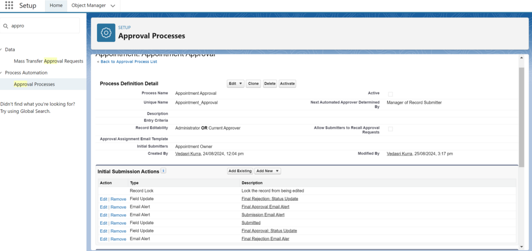 Setup
Home
Object Manager
appro
Data
Mass Transfer Approval Requests
Process Automation
Approval Processes
Didn't find what you're looking for?
Try using Global Search.
SETUP
Approval Processes
Appointment: Appointment Approval
« Back to Approval Process List
Process Definition Detail
Edit
Clone
Delete
Activate
Process Name
Appointment Approval
Active
Unique Name
Appointment_Approval
Next Automated Approver Determined
By
Manager of Record Submitter
Description
Entry Criteria
Record Editability
Administrator OR Current Approver
Allow Submitters to Recall Approval
Requests
Approval Assignment Email Template
Initial Submitters
Appointment Owner
Created By
Vedasri Kurra, 24/08/2024, 12:04 pm
Modified By
Vedasri Kurra, 29/08/2024, 3:17 pm
Initial Submission Actions
Add Existing
Add New
Action
Type
Description
Record Lock
Lock the record from being edited
Edit | Remove
Field Update
Final Rejection: Status Update
Edit | Remove
Email Alert
Final Approval Email Alert
Edit | Remove
Email Alert
Submission Email Alert
Edit | Remove
Field Update
Submitted
Edit | Remove
Field Update
Final Approval: Status Update
Edit | Remove
Email Alert
Final Rejection Email Aler